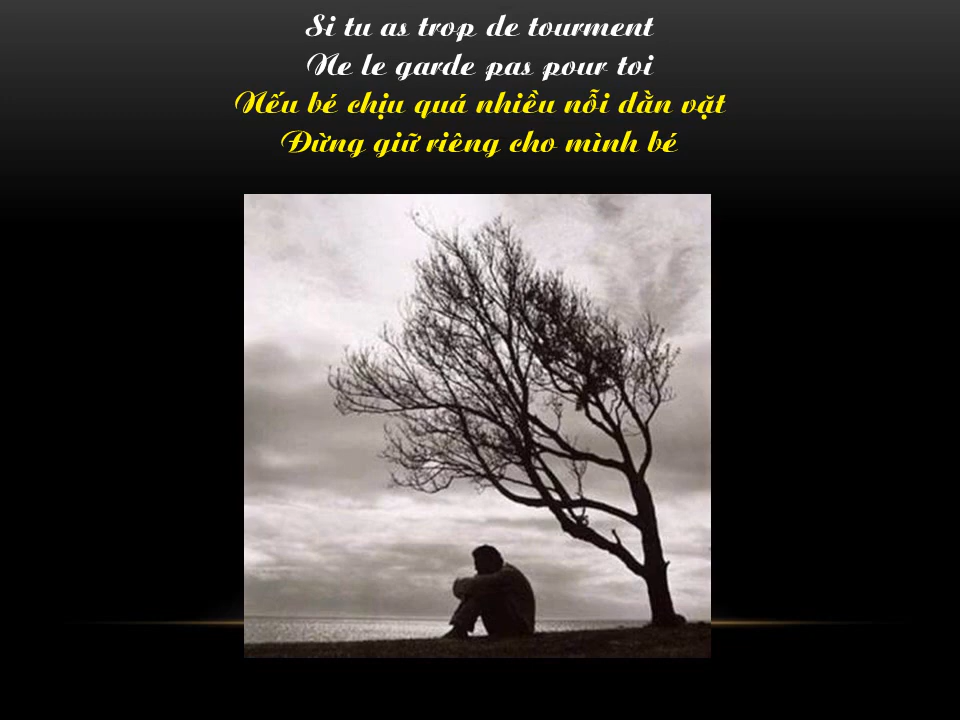 Si tu as trop de tourment
Ne le garde pas pour toi
Nếu bé chịu quá nhiều nỗi dằn vặt
Đừng giữ riêng cho mình bé